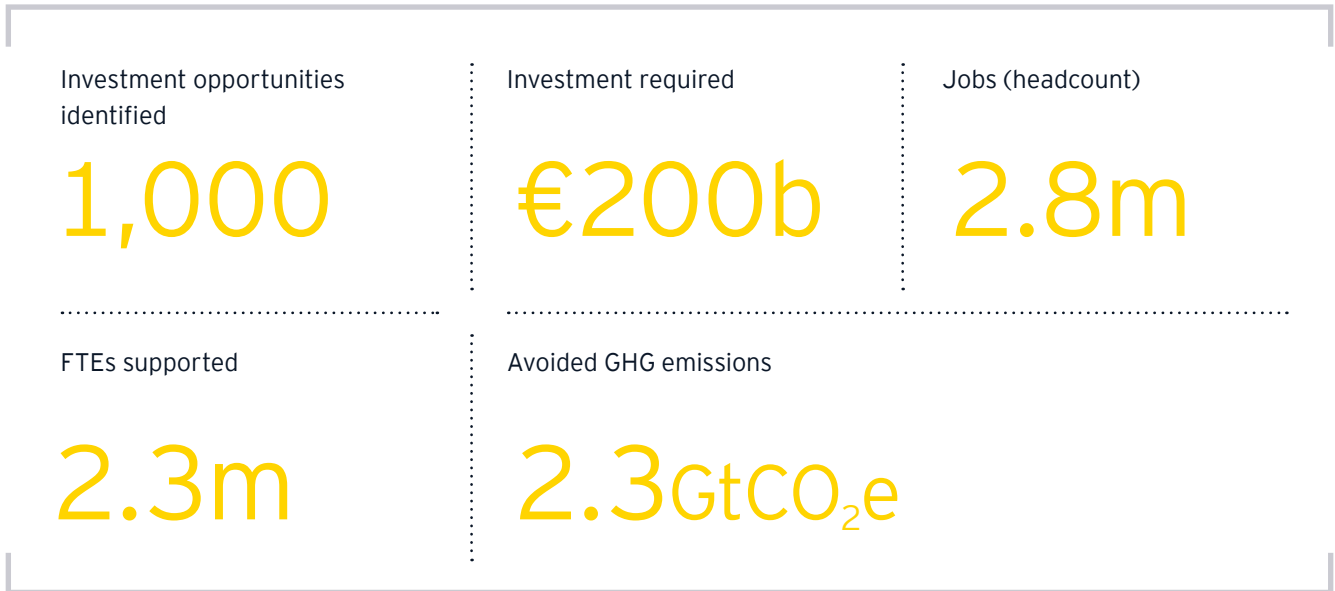 Investment opportunities
identified
1,000
Investment required
€200b
Jobs (headcount)
2.8m
FTEs supported
2.3m
Avoided GHG emissions
2.3GtCO₂e